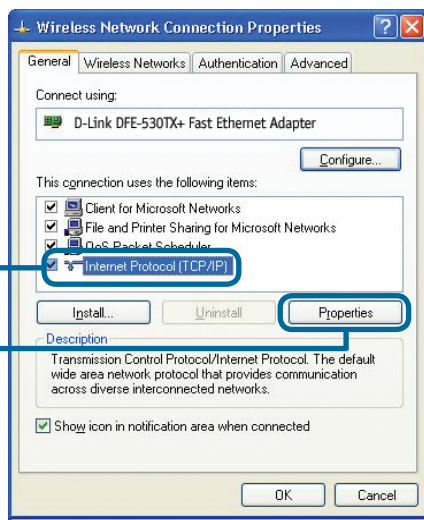 Wireless Network Connection Properties
General Wireless Networks Authentication Advanced
Connect using:
D-Link DFE-530TX+ Fast Ethernet Adapter
Configure...
This connection uses the following items:
Client for Microsoft Networks
File and Printer Sharing for Microsoft Networks
QoS Packet Scheduler
Internet Protocol (TCP/IP)
Install... Uninstall Properties
Description
Transmission Control Protocol/Internet Protocol. The default
wide area network protocol that provides communication
across diverse interconnected networks.
Show icon in notification area when connected
OK Cancel